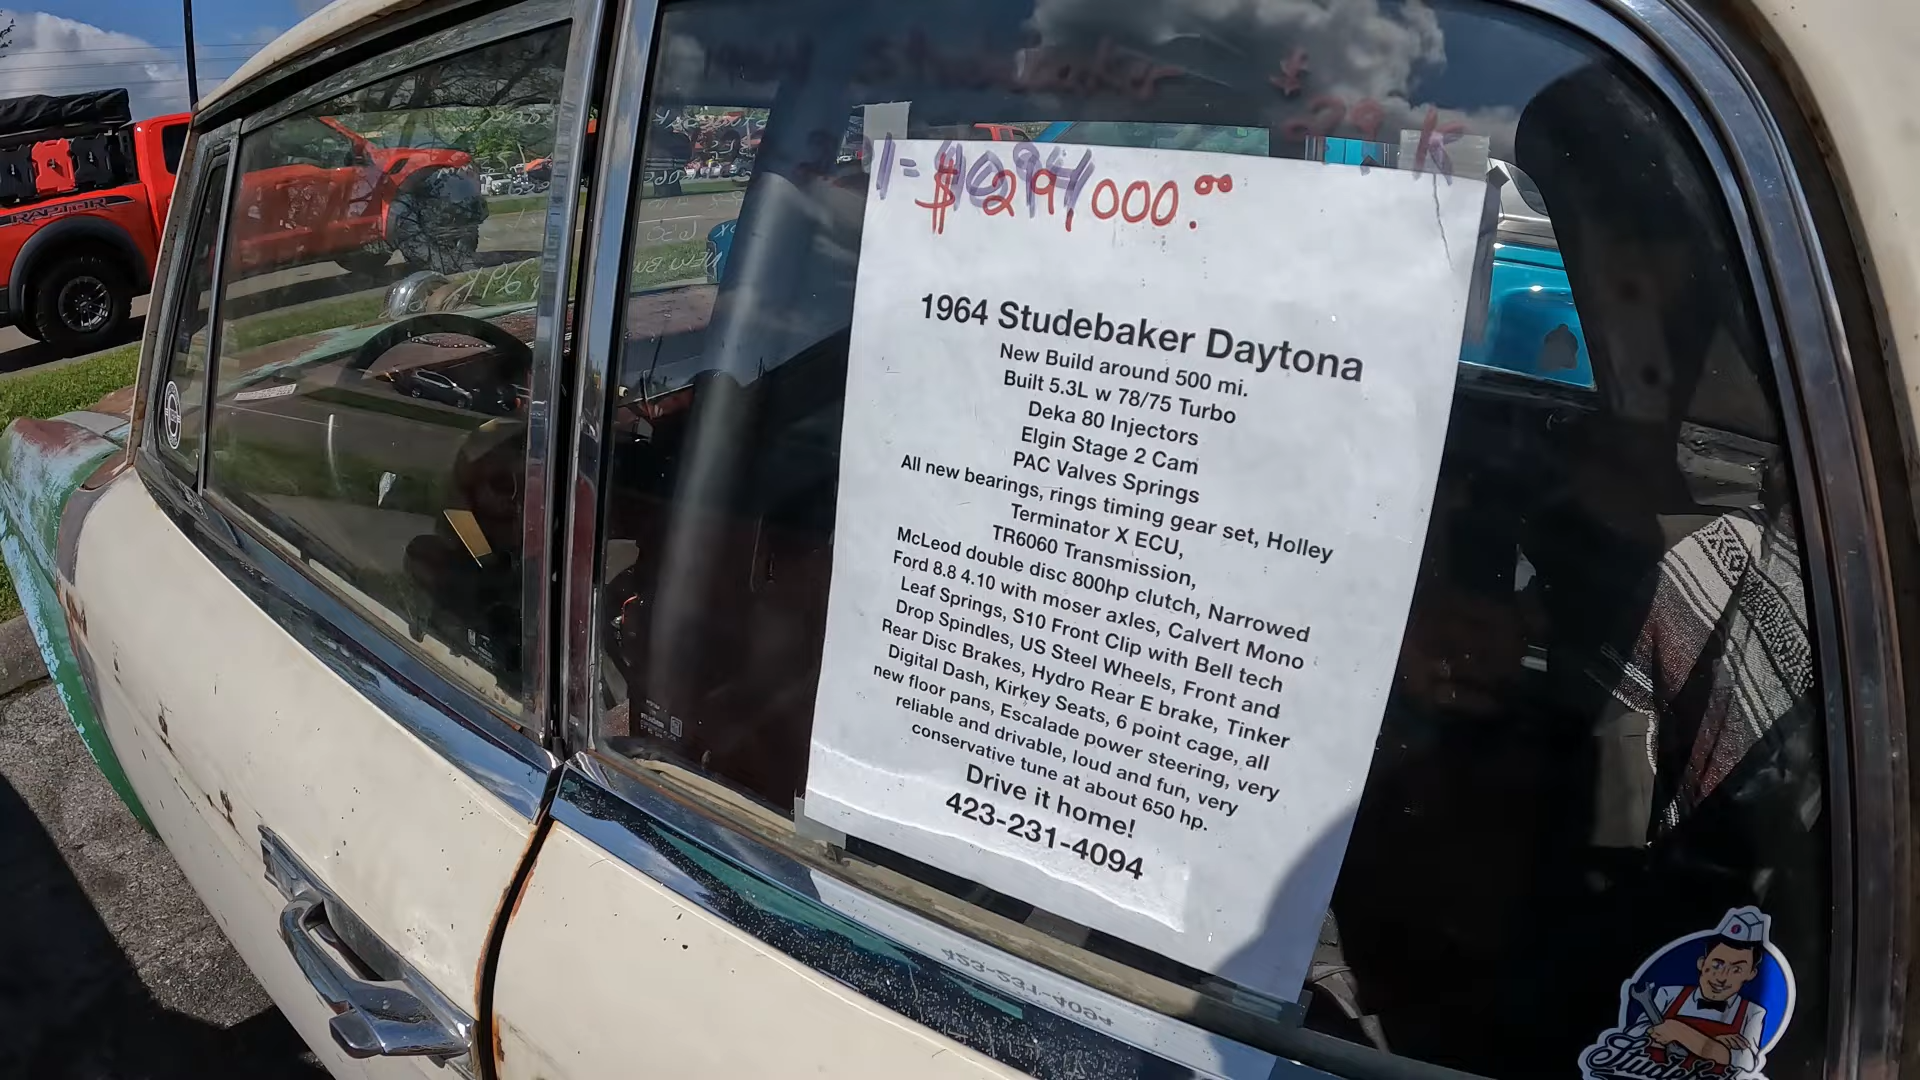 $29,000.00
1964 Studebaker Daytona
New Build around 500 mi.
Built 5.3L w 78/75 Turbo
Deka 80 Injectors
Elgin Stage 2 Cam
PAC Valves Springs
All new bearings, rings timing gear set, Holley
Terminator X ECU,
TR6060 Transmission,
McLeod double disc 800hp clutch, Narrowed
Ford 8.8 4.10 with moser axles, Calvert Mono
Leaf Springs, S10 Front Clip with Bell tech
Drop Spindles, US Steel Wheels, Front and
Rear Disc Brakes, Hydro Rear E brake, Tinker
Digital Dash, Kirkey Seats, 6 point cage, all
new floor pans, Escalade power steering, very
reliable and drivable, loud and fun, very
conservative tune at about 650 hp.
Drive it home!
423-231-4094
RAPTOR